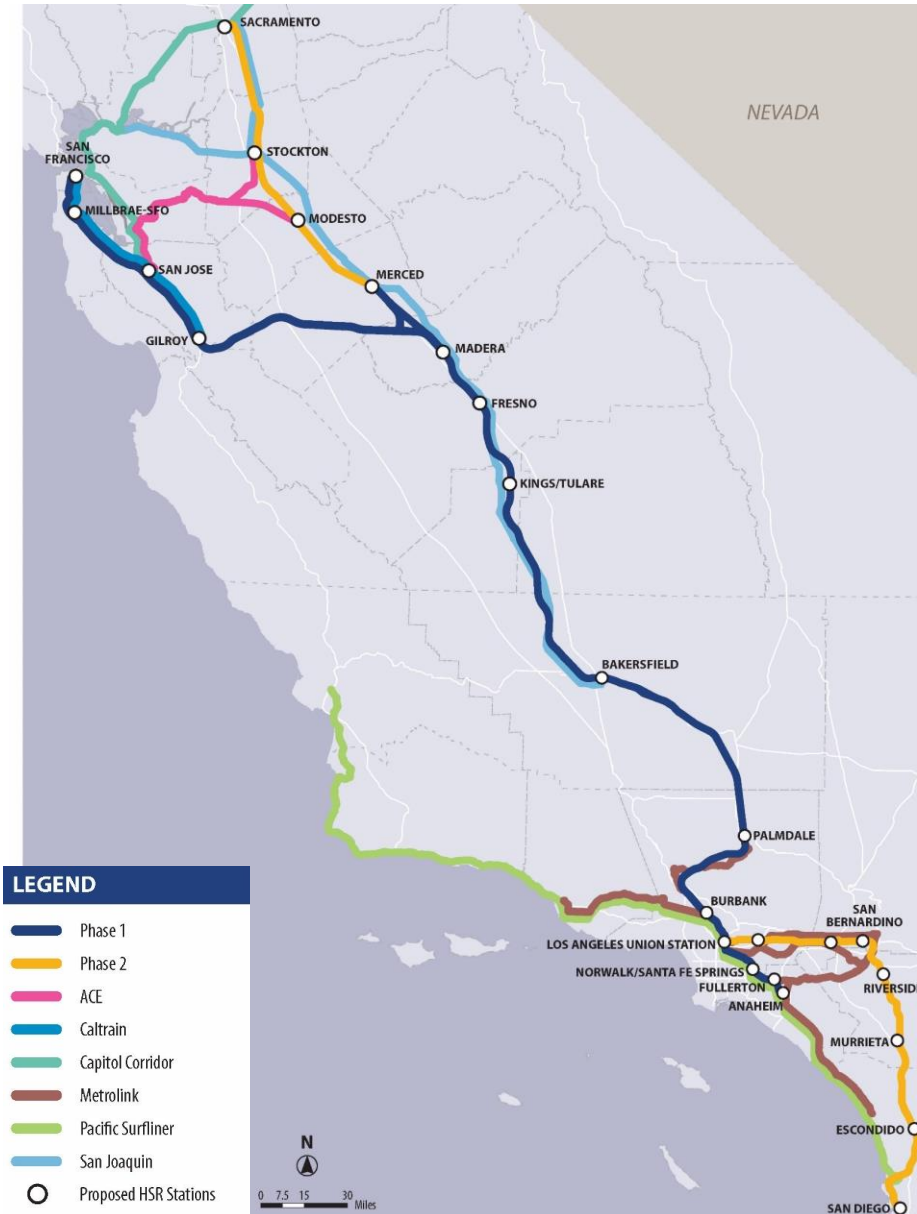 SACRAMENTO
NEVADA
SAN
FRANCISCO
STOCKTON
MILLBRAE-SFO
MODESTO
SAN JOSE
MERCED
GILROY
MADERA
FRESNO
KINGS/TULARE
BAKERSFIELD
PALMDALE
LEGEND
Phase 1
Phase 2
ACE
Caltrain
Capitol Corridor
Metrolink
Pacific Surfliner
San Joaquin
Proposed HSR Stations
BURBANK
SAN
BERNARDINO
LOS ANGELES UNION STATION
NORWALK/SANTA FE SPRINGS
FULLERTON
RIVERSIDE
ANAHEIM
MURRIETA
ESCONDIDO
SAN DIEGO
N
0 7.5 15 30
Miles